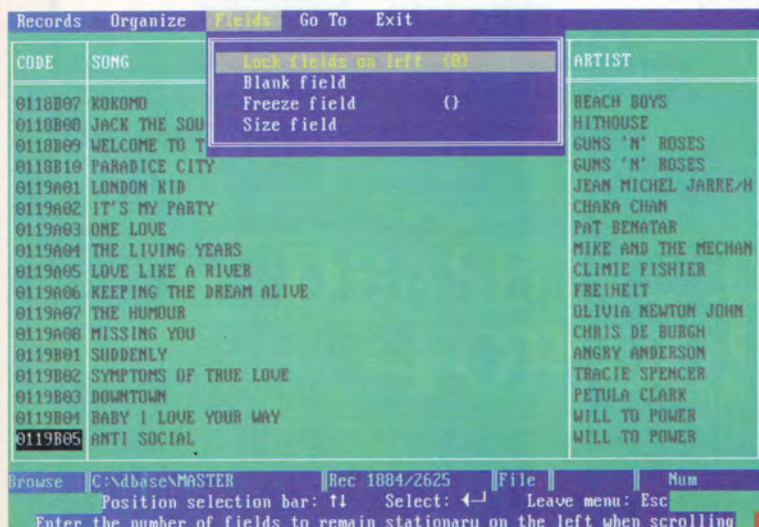 Records Organize Fields Go To Exit
CODE SONG ARTIST
Lock fields on left {0}
Blank field
Freeze field {}
Size field
0118B07 KOKOMO BEACH BOYS
0118B08 JACK THE SOU HITHOUSE
0118B09 WELCOME TO T GUNS 'N' ROSES
0118B10 PARADICE CITY GUNS 'N' ROSES
0119A01 LONDON KID JEAN MICHEL JARRE/H
0119A02 IT'S MY PARTY CHAKA CHAN
0119A03 ONE LOVE PAT BENATAR
0119A04 THE LIVING YEARS MIKE AND THE MECHAN
0119A05 LOVE LIKE A RIVER CLIMIE FISHIER
0119A06 KEEPING THE DREAM ALIVE FREIHEIT
0119A07 THE HUMOUR OLIVIA NEWTON JOHN
0119A08 MISSING YOU CHRIS DE BURGH
0119B01 SUDDENLY ANGRY ANDERSON
0119B02 SYMPTOMS OF TRUE LOVE TRACIE SPENCER
0119B03 DOWNTOWN PETULA CLARK
0119B04 BABY I LOVE YOUR WAY WILL TO POWER
0119B05 ANTI SOCIAL WILL TO POWER
Browse C:\dbase\MASTER Rec 1884/2625 File Num
Position selection bar: ↑↓ Select: ←┘ Leave menu: Esc
Enter the number of fields to remain stationary on the left when scrolling